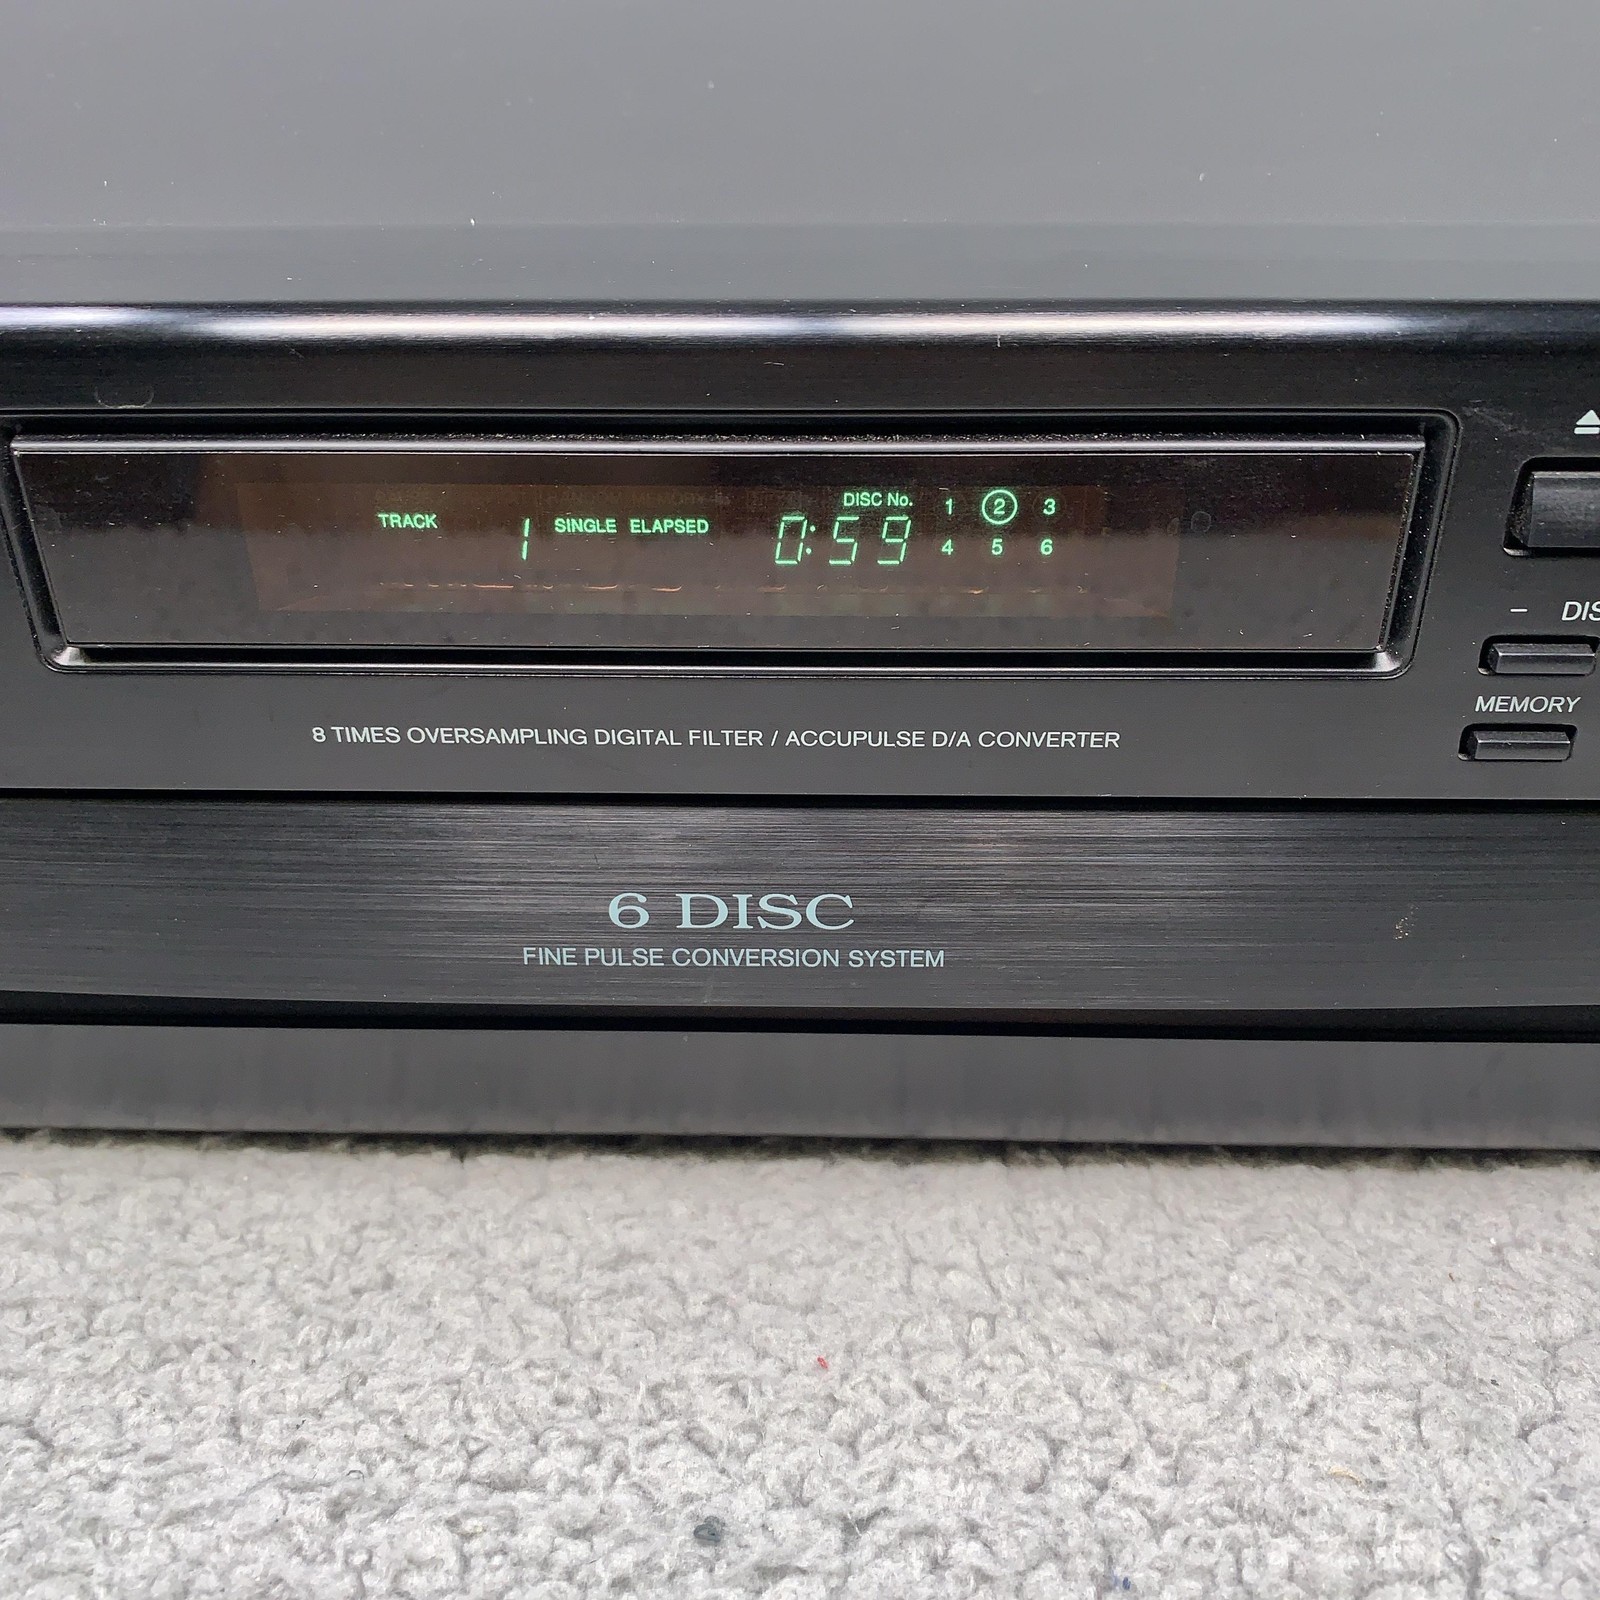 DISC No. 1 2 3
TRACK 1 SINGLE ELAPSED 0:59
4 5 6
DIS
MEMORY
8 TIMES OVERSAMPLING DIGITAL FILTER / ACCUPULSE D/A CONVERTER
6 DISC
FINE PULSE CONVERSION SYSTEM